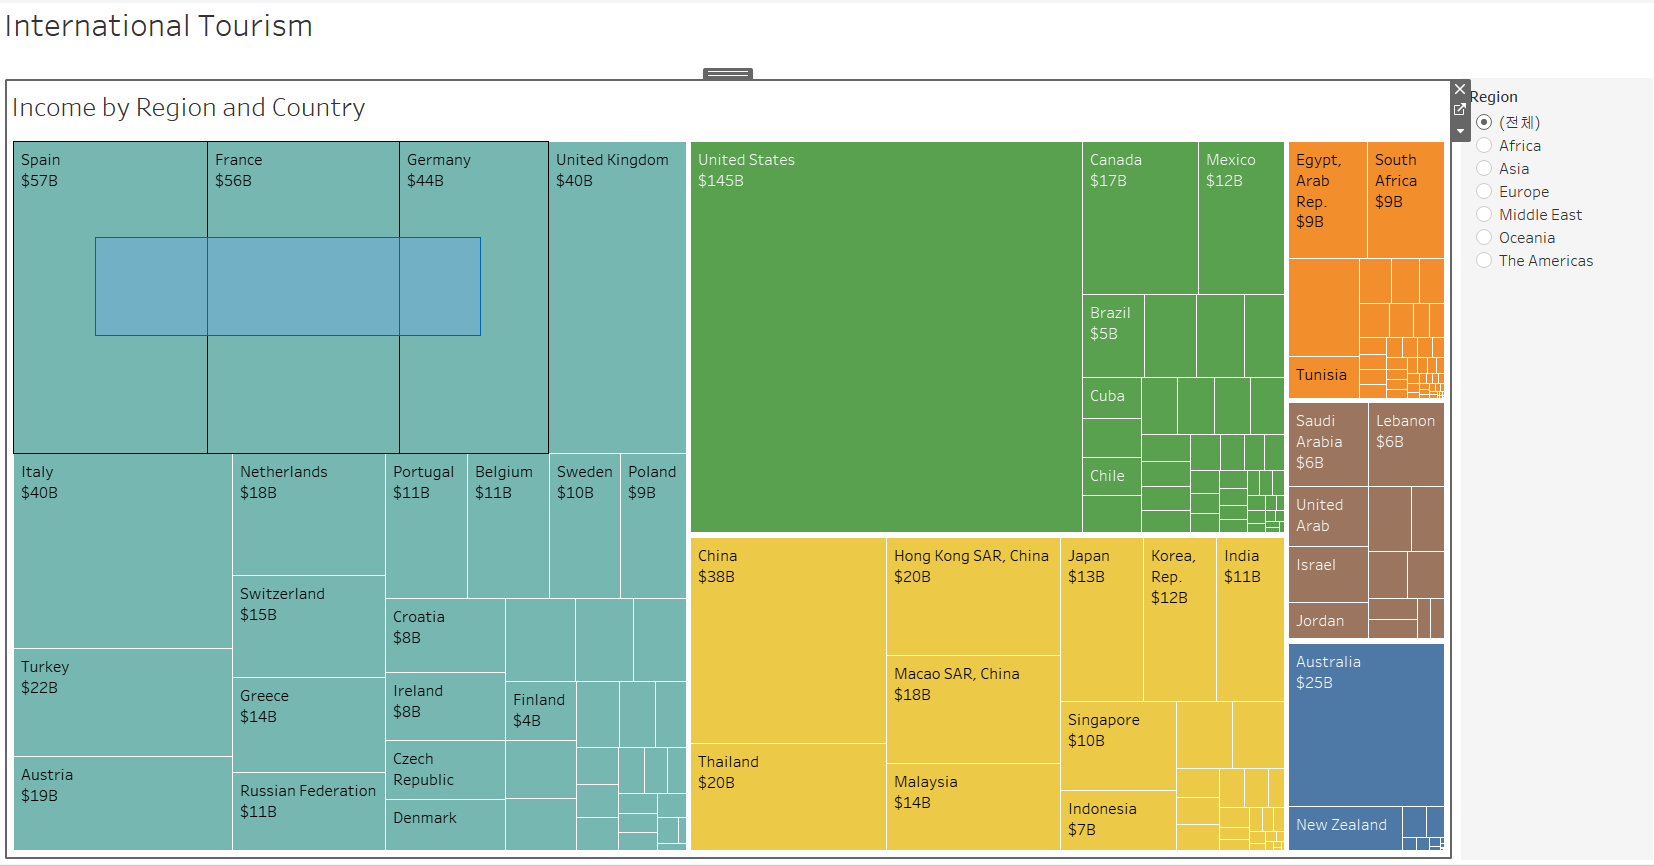 International Tourism
Income by Region and Country
Spain
$57B
France
$56B
Germany
$44B
United Kingdom
$40B
Italy
$40B
Netherlands
$18B
Portugal
$11B
Belgium
$11B
Sweden
$10B
Poland
$9B
Switzerland
$15B
Croatia
$8B
Turkey
$22B
Greece
$14B
Ireland
$8B
Finland
$4B
Austria
$19B
Russian Federation
$11B
Czech
Republic
Denmark
United States
$145B
Canada
$17B
Mexico
$12B
Brazil
$5B
Cuba
Chile
China
$38B
Hong Kong SAR, China
$20B
Japan
$13B
Korea,
Rep.
$12B
India
$11B
Macao SAR, China
$18B
Singapore
$10B
Thailand
$20B
Malaysia
$14B
Indonesia
$7B
Egypt,
Arab
Rep.
$9B
South
Africa
$9B
Tunisia
Saudi
Arabia
$6B
Lebanon
$6B
United
Arab
Israel
Jordan
Australia
$25B
New Zealand
Region
(전체)
Africa
Asia
Europe
Middle East
Oceania
The Americas